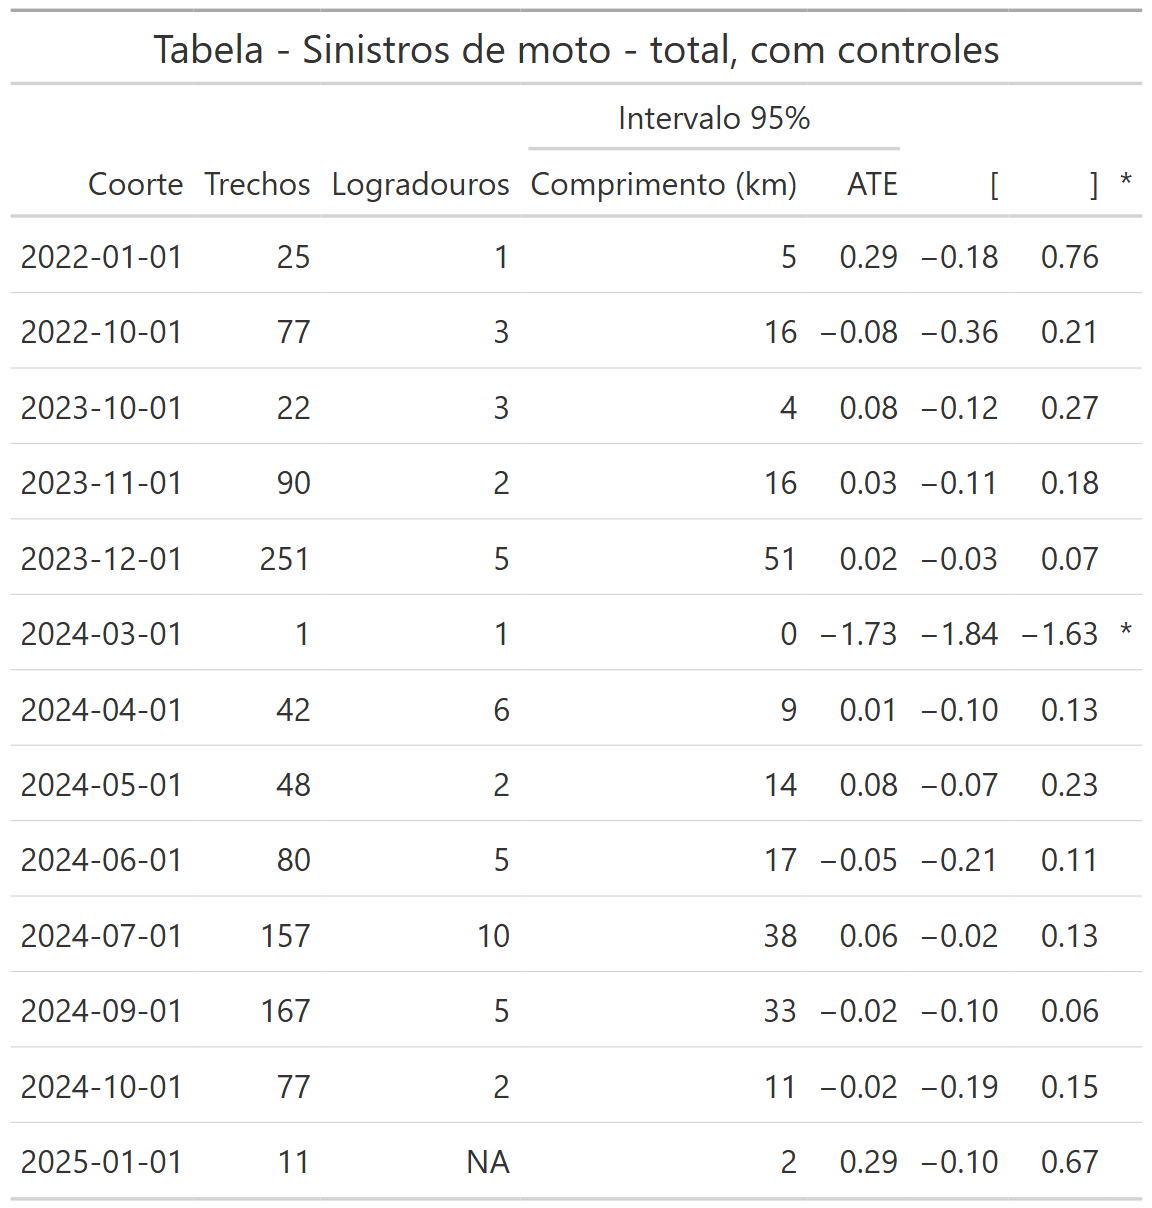 Tabela - Sinistros de moto - total, com controles
Intervalo 95%
Coorte Trechos Logradouros Comprimento (km) ATE [ ] *
2022-01-01 25 1 5 0.29 −0.18 0.76
2022-10-01 77 3 16 −0.08 −0.36 0.21
2023-10-01 22 3 4 0.08 −0.12 0.27
2023-11-01 90 2 16 0.03 −0.11 0.18
2023-12-01 251 5 51 0.02 −0.03 0.07
2024-03-01 1 1 0 −1.73 −1.84 −1.63 *
2024-04-01 42 6 9 0.01 −0.10 0.13
2024-05-01 48 2 14 0.08 −0.07 0.23
2024-06-01 80 5 17 −0.05 −0.21 0.11
2024-07-01 157 10 38 0.06 −0.02 0.13
2024-09-01 167 5 33 −0.02 −0.10 0.06
2024-10-01 77 2 11 −0.02 −0.19 0.15
2025-01-01 11 NA 2 0.29 −0.10 0.67